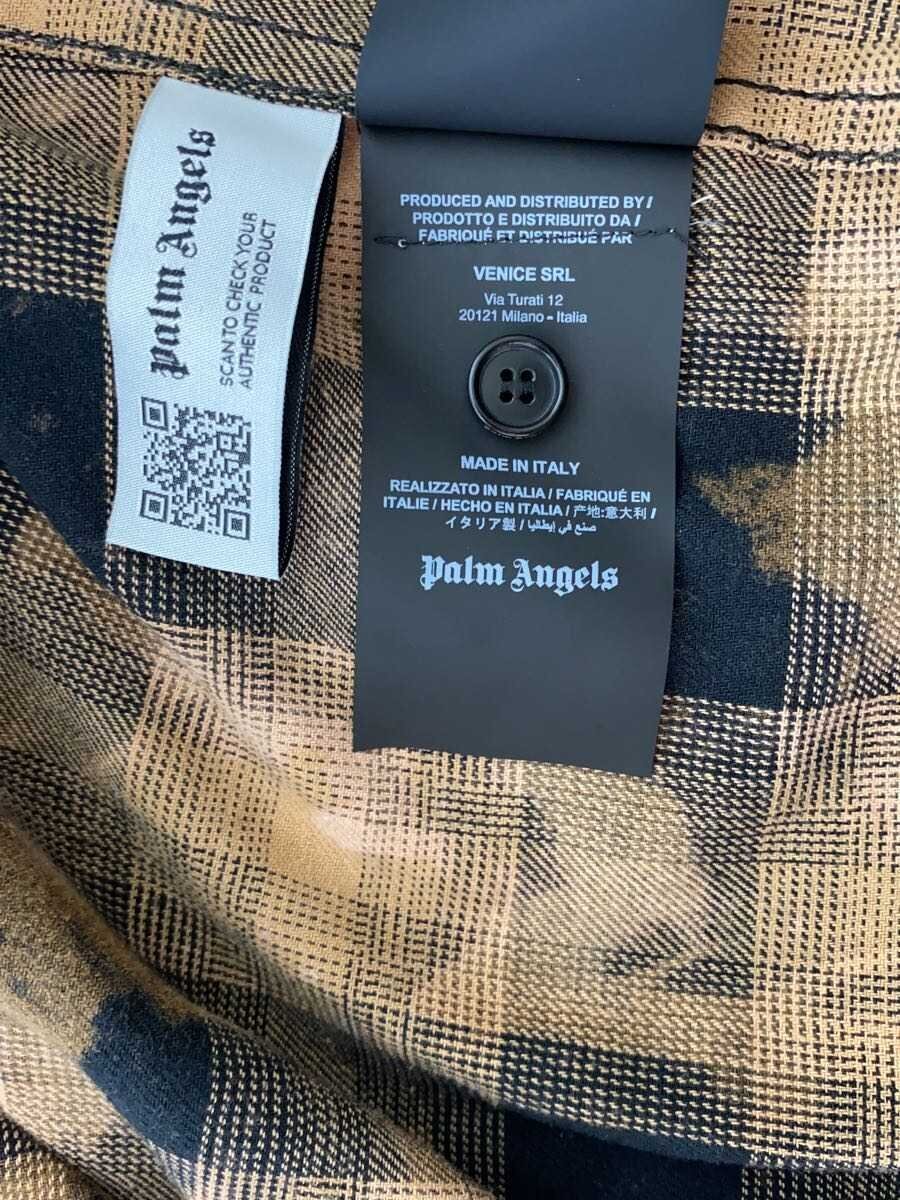 Palm Angels
SCAN TO CHECK YOUR
AUTHENTIC PRODUCT
PRODUCED AND DISTRIBUTED BY /
PRODOTTO E DISTRIBUITO DA /
FABRIQUÉ ET DISTRIBUÉ PAR
VENICE SRL
Via Turati 12
20121 Milano - Italia
MADE IN ITALY
REALIZZATO IN ITALIA / FABRIQUÉ EN
ITALIE / HECHO EN ITALIA / 产地:意大利 /
イタリア製 / صنع في إيطاليا
Palm Angels